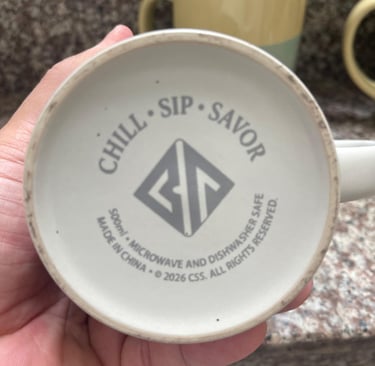 CHILL • SIP • SAVOR
500ml • MICROWAVE AND DISHWASHER SAFE
MADE IN CHINA • © 2026 CSS. ALL RIGHTS RESERVED.